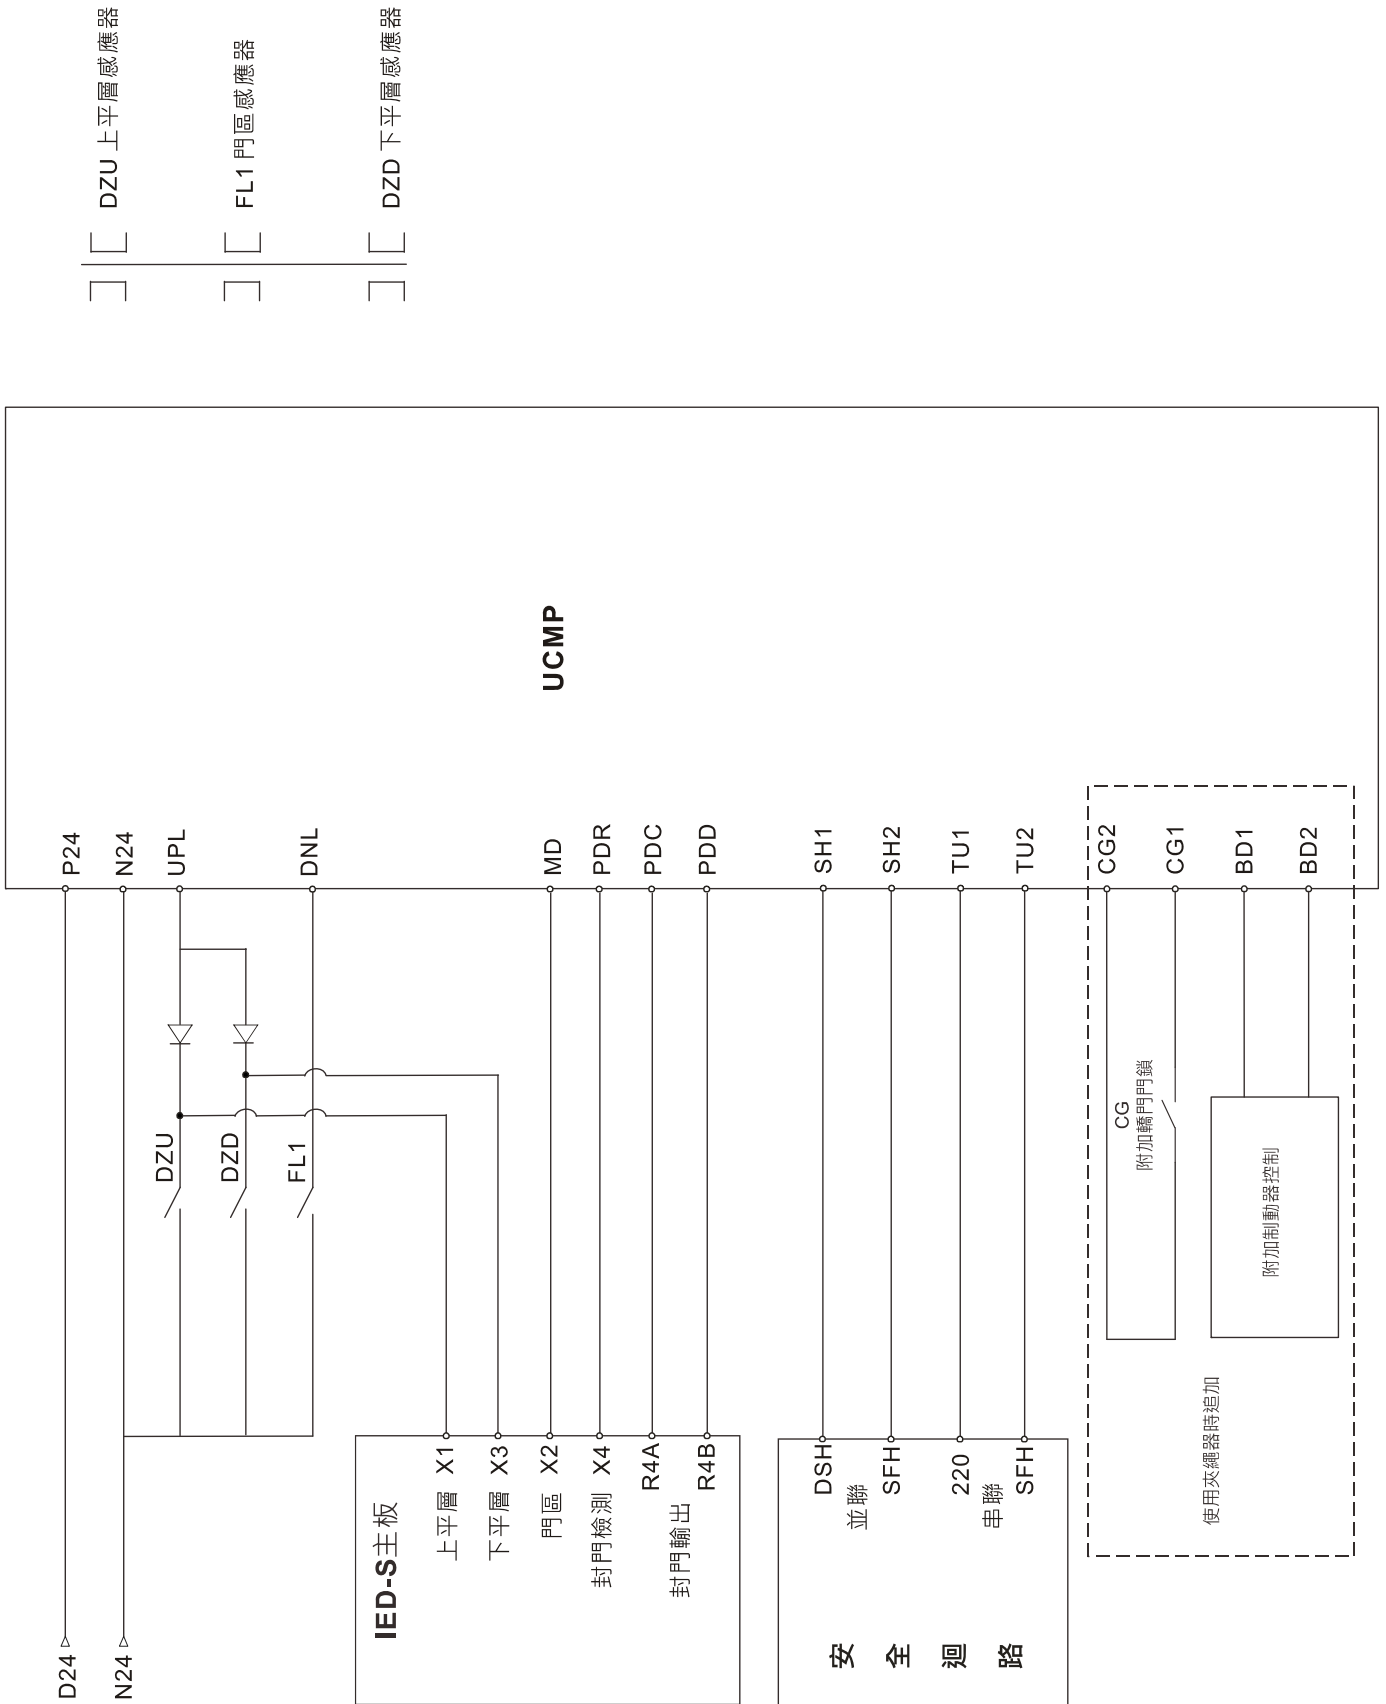 DZU 上平層感應器
FL1 門區感應器
DZD 下平層感應器
UCMP
P24
N24
UPL
DNL
MD
PDR
PDC
PDD
SH1
SH2
TU1
TU2
CG2
CG1
BD1
BD2
DZU
DZD
FL1
CG
附加轎門門鎖
附加制動器控制
使用夾繩器時追加
D24
N24
IED-S主板
上平層 X1
下平層 X3
門區 X2
封門檢測 X4
R4A
封門輸出
R4B
DSH
並聯
SFH
220
串聯
SFH
安全迴路